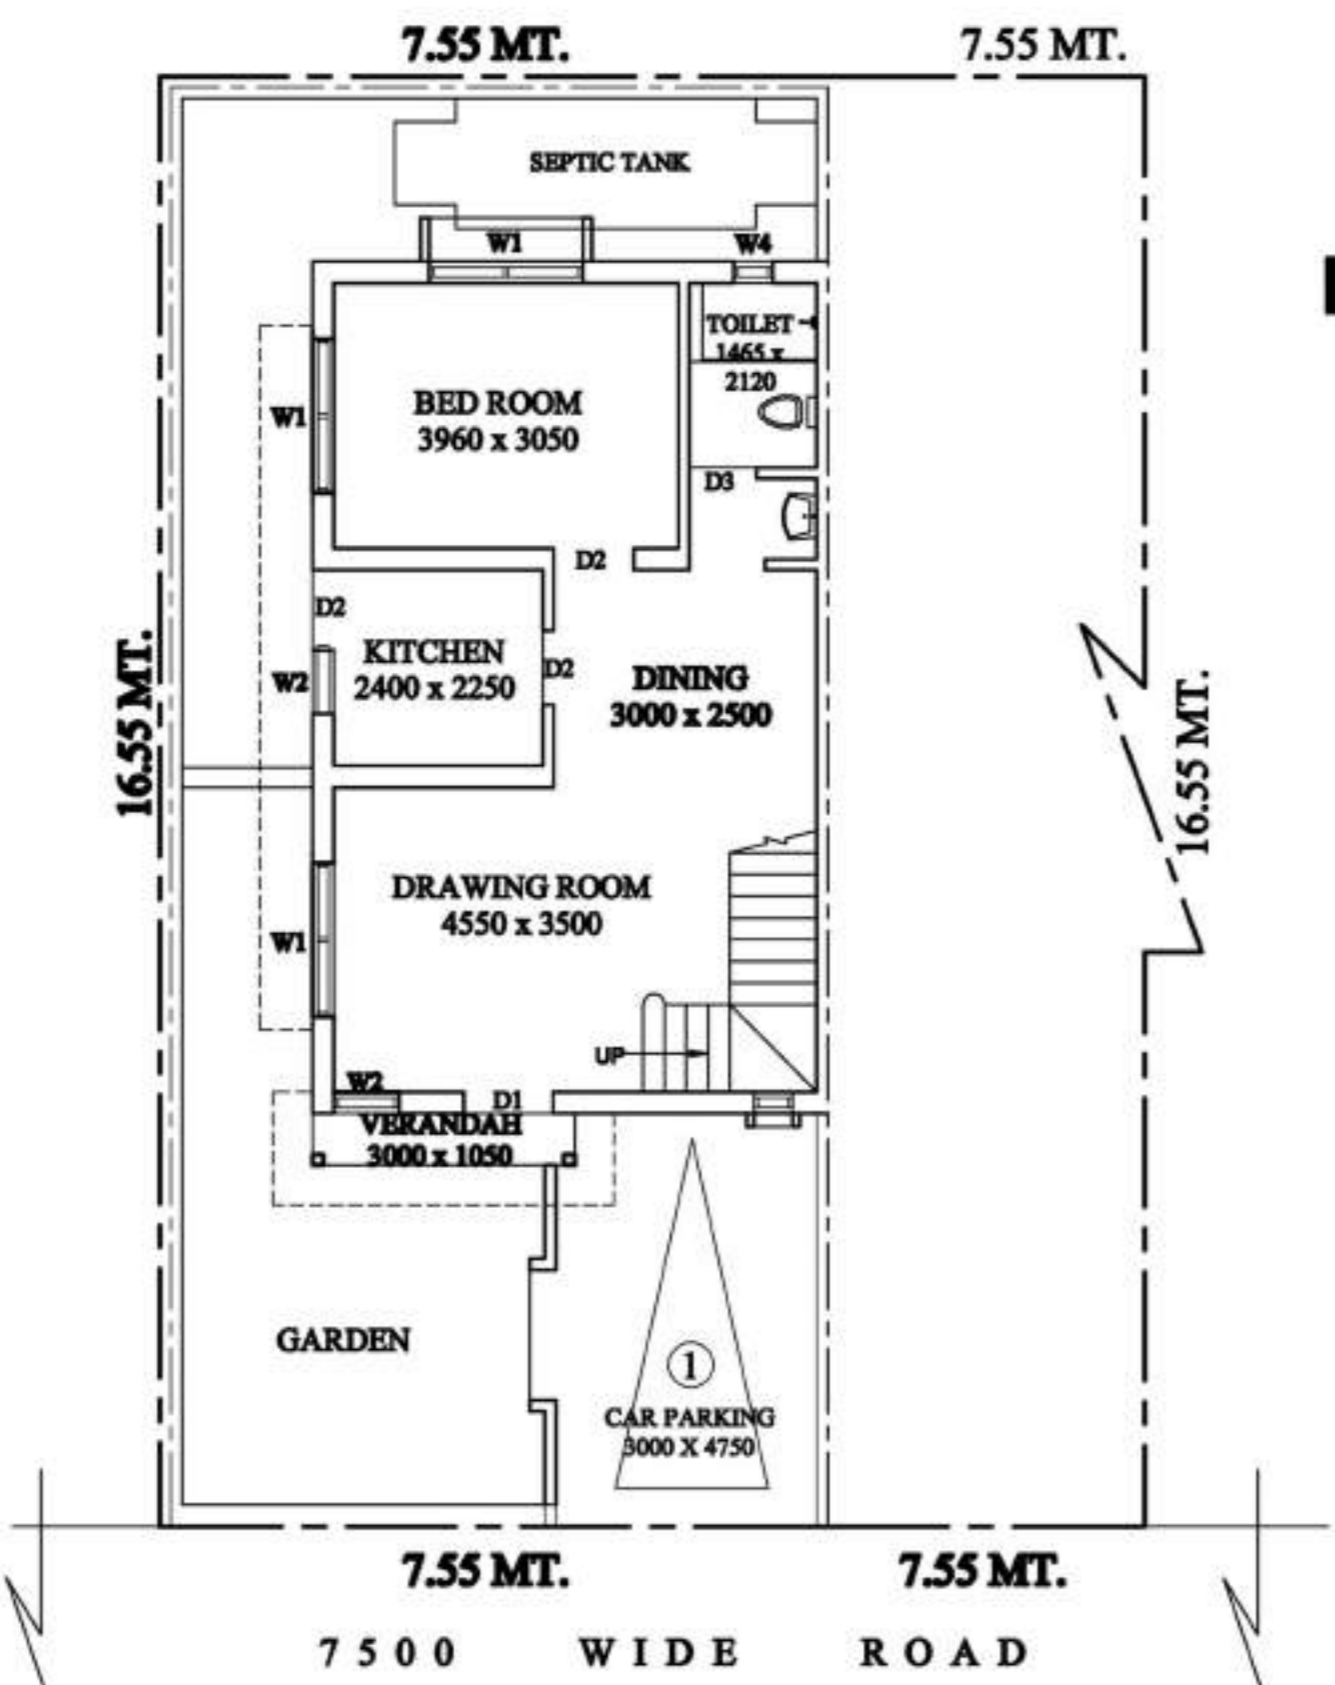 7.55 MT.
7.55 MT.
SEPTIC TANK
W1
W4
TOILET
1465 x
2120
BED ROOM
3960 x 3050
W1
D3
D2
D2
KITCHEN
2400 x 2250
D2
W2
DINING
3000 x 2500
16.55 MT.
16.55 MT.
DRAWING ROOM
4550 x 3500
W1
UP
W2
D1
VERANDAH
3000 x 1050
GARDEN
1
CAR PARKING
3000 X 4750
7.55 MT.
7.55 MT.
7500 WIDE ROAD